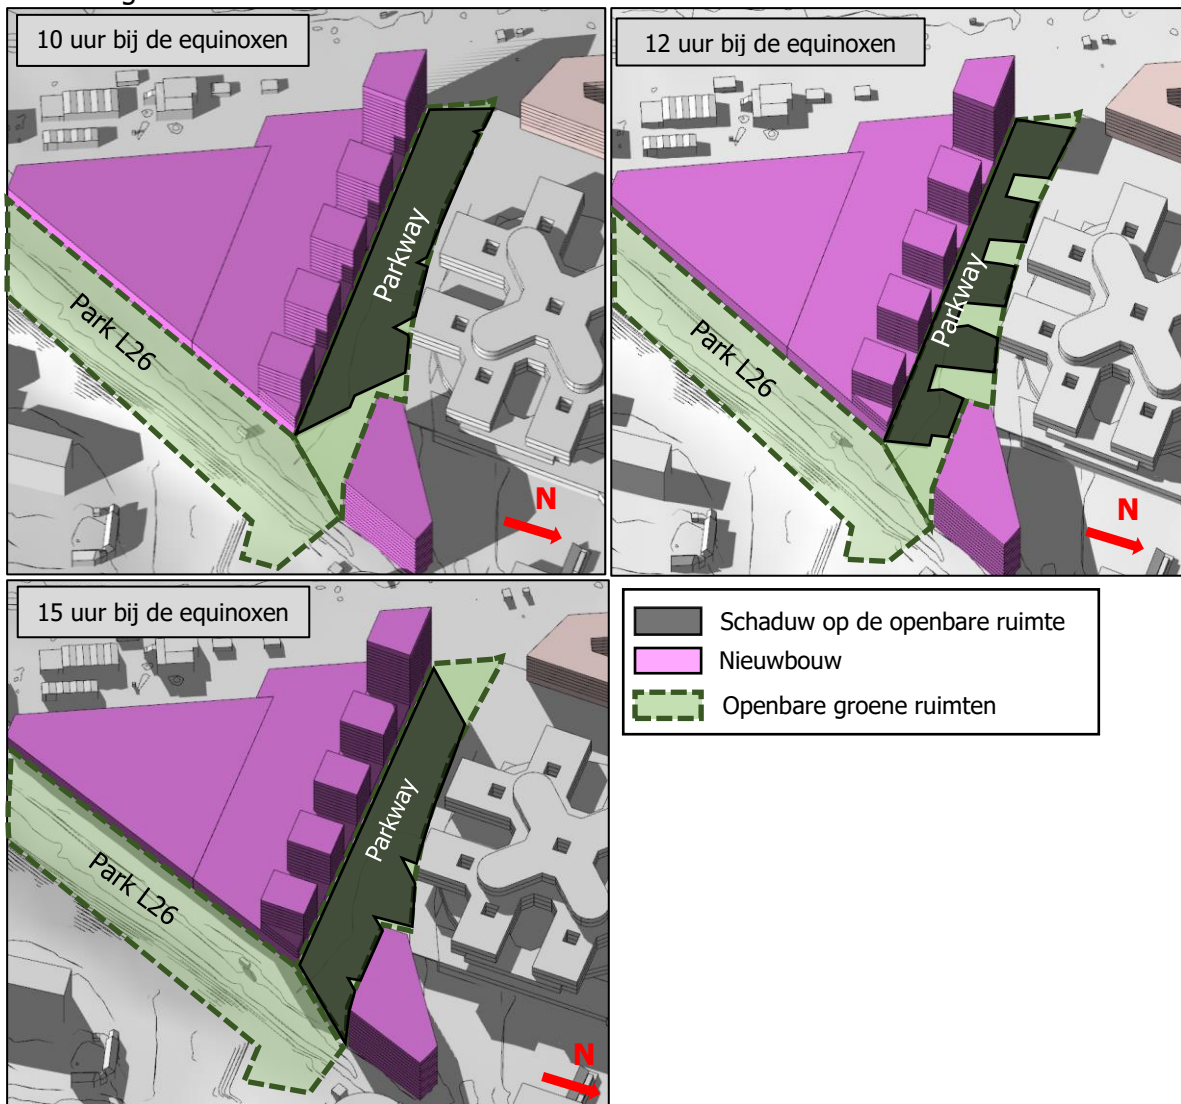 10 uur bij de equinoxen
12 uur bij de equinoxen
Parkway
Park L26
N
Parkway
Park L26
N
15 uur bij de equinoxen
Parkway
Park L26
N
Schaduw op de openbare ruimte
Nieuwbouw
Openbare groene ruimten